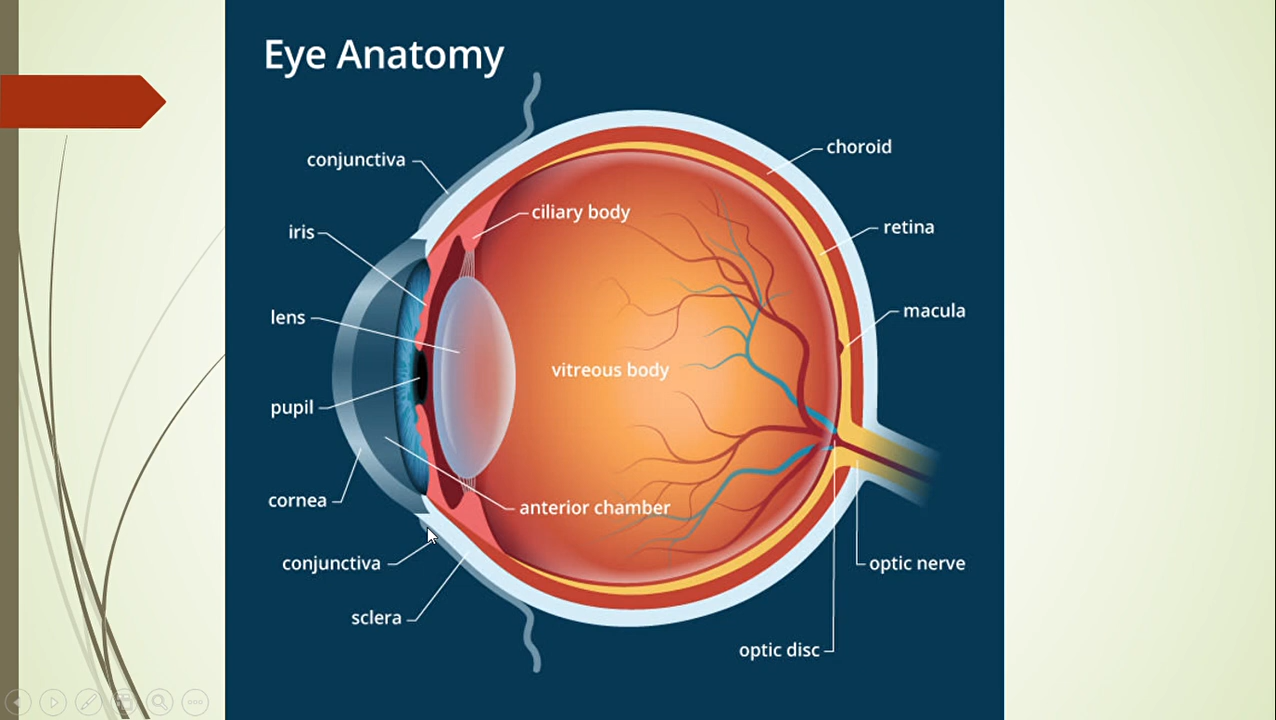 Eye Anatomy
conjunctiva
choroid
ciliary body
iris
retina
lens
macula
vitreous body
pupil
cornea
anterior chamber
conjunctiva
optic nerve
sclera
optic disc